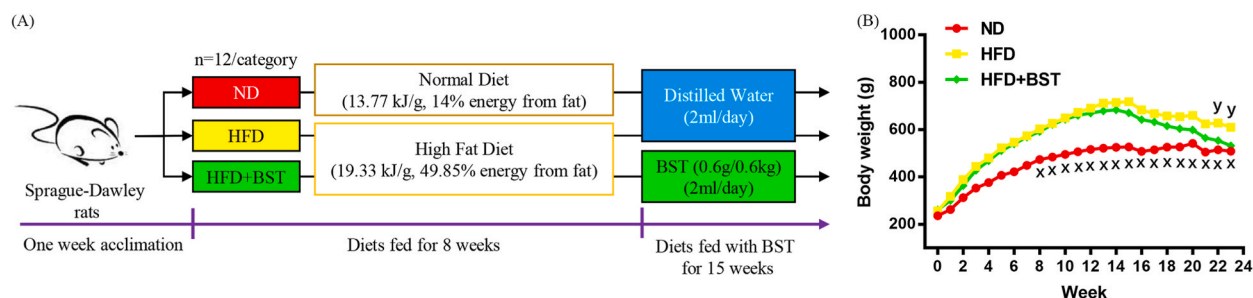 (A)
n=12/category
ND
HFD
HFD+BST
Normal Diet
(13.77 kJ/g, 14% energy from fat)
High Fat Diet
(19.33 kJ/g, 49.85% energy from fat)
Distilled Water
(2ml/day)
BST (0.6g/0.6kg)
(2ml/day)
Sprague-Dawley
rats
One week acclimation
Diets fed for 8 weeks
Diets fed with BST
for 15 weeks
(B)
ND
HFD
HFD+BST
Body weight (g)
1000
800
600
400
200
y y
x x x x x x x x x x x x x x x x
0 2 4 6 8 10 12 14 16 18 20 22 24
Week